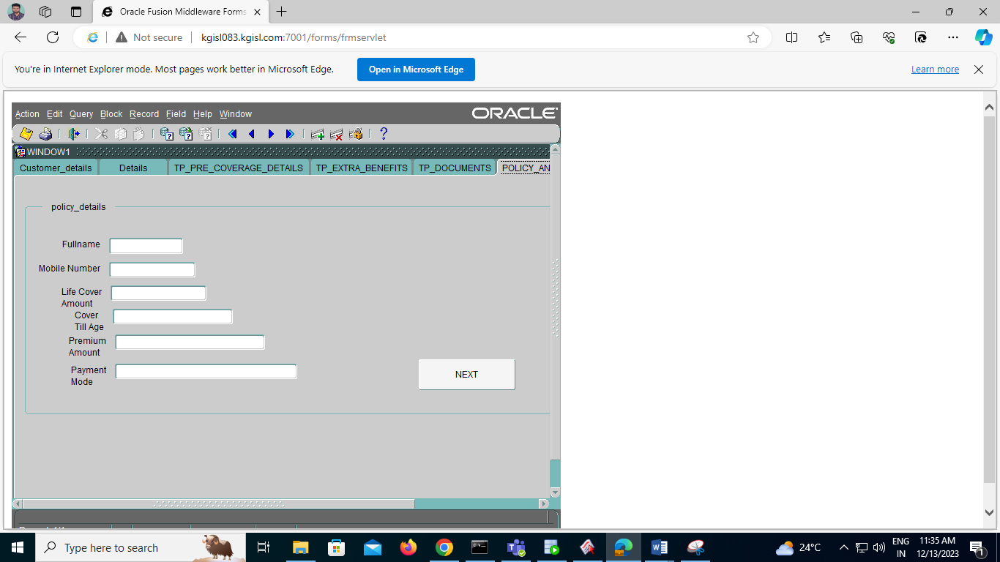 Oracle Fusion Middleware Forms
Not secure
kgisl083.kgisl.com:7001/forms/frmservlet
You're in Internet Explorer mode. Most pages work better in Microsoft Edge.
Open in Microsoft Edge
Learn more
Action Edit Query Block Record Field Help Window
ORACLE
WINDOW1
Customer_details Details TP_PRE_COVERAGE_DETAILS TP_EXTRA_BENEFITS TP_DOCUMENTS POLICY_AN
policy_details
Fullname
Mobile Number
Life Cover
Amount
Cover
Till Age
Premium
Amount
Payment
Mode
NEXT
Type here to search
24°C
ENG
IN
11:35 AM
12/13/2023
1